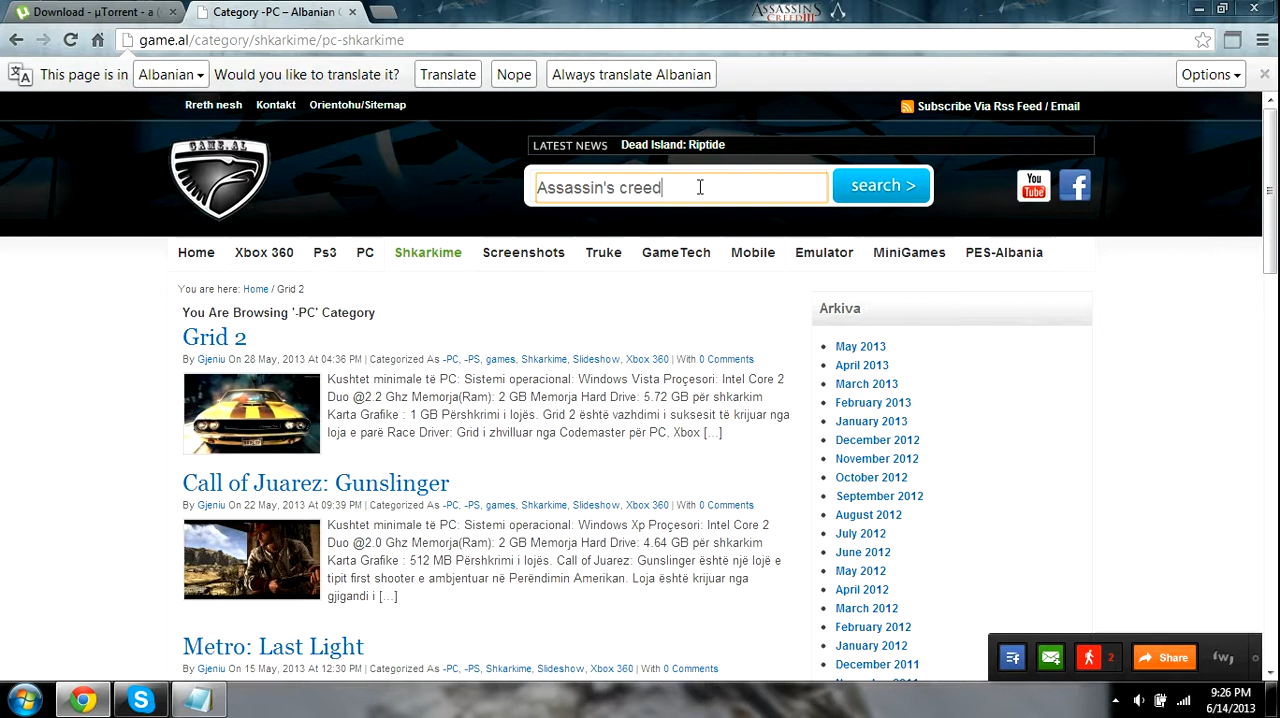 Download - µTorrent - a (
Category -PC – Albanian (
ASSASSIN'S CREED III
game.al/category/shkarkime/pc-shkarkime
This page is in Albanian Would you like to translate it? Translate Nope Always translate Albanian Options
Rreth nesh Kontakt Orientohu/Sitemap
Subscribe Via Rss Feed / Email
GAME.AL
LATEST NEWS Dead Island: Riptide
Assassin's creed
search >
You Tube
Home Xbox 360 Ps3 PC Shkarkime Screenshots Truke GameTech Mobile Emulator MiniGames PES-Albania
You are here: Home / Grid 2
You Are Browsing '-PC' Category
Grid 2
By Gjeniu On 28 May, 2013 At 04:36 PM | Categorized As -PC, -PS, games, Shkarkime, Slideshow, Xbox 360 | With 0 Comments
Kushtet minimale të PC: Sistemi operacional: Windows Vista Proçesori: Intel Core 2
Duo @2.2 Ghz Memorja(Ram): 2 GB Memorja Hard Drive: 5.72 GB për shkarkim
Karta Grafike : 1 GB Përshkrimi i lojës. Grid 2 është vazhdimi i suksesit të krijuar nga
loja e parë Race Driver: Grid i zhvilluar nga Codemaster për PC, Xbox [...]
Call of Juarez: Gunslinger
By Gjeniu On 22 May, 2013 At 09:39 PM | Categorized As -PC, -PS, games, Shkarkime, Slideshow, Xbox 360 | With 0 Comments
Kushtet minimale të PC: Sistemi operacional: Windows Xp Proçesori: Intel Core 2
Duo @2.0 Ghz Memorja(Ram): 2 GB Memorja Hard Drive: 4.64 GB për shkarkim
Karta Grafike : 512 MB Përshkrimi i lojës. Call of Juarez: Gunslinger është një lojë e
tipit first shooter e ambjentuar në Perëndimin Amerikan. Loja është krijuar nga
gjigandi i [...]
Metro: Last Light
By Gjeniu On 15 May, 2013 At 12:30 PM | Categorized As -PC, -PS, Shkarkime, Slideshow, Xbox 360 | With 0 Comments
Arkiva
May 2013
April 2013
March 2013
February 2013
January 2013
December 2012
November 2012
October 2012
September 2012
August 2012
July 2012
June 2012
May 2012
April 2012
March 2012
February 2012
January 2012
December 2011
2
Share
9:26 PM
6/14/2013